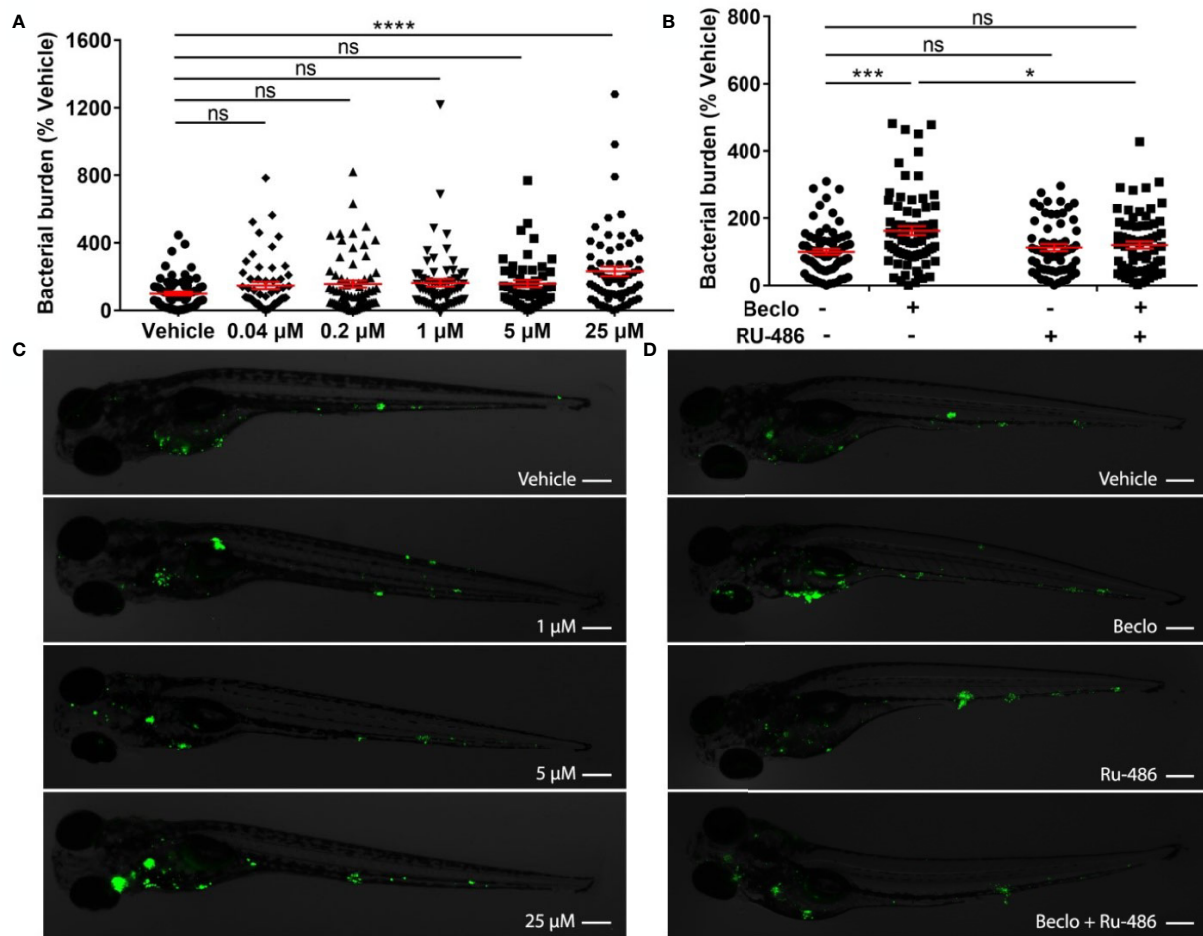 A
Bacterial burden (% Vehicle)
1600
1200
800
400
0
****
ns
ns
ns
ns
Vehicle 0.04 µM 0.2 µM 1 µM 5 µM 25 µM
B
Bacterial burden (% Vehicle)
800
600
400
200
0
ns
ns
*** *
Beclo - + - +
RU-486 - - + +
C
Vehicle
1 µM
5 µM
25 µM
D
Vehicle
Beclo
Ru-486
Beclo + Ru-486